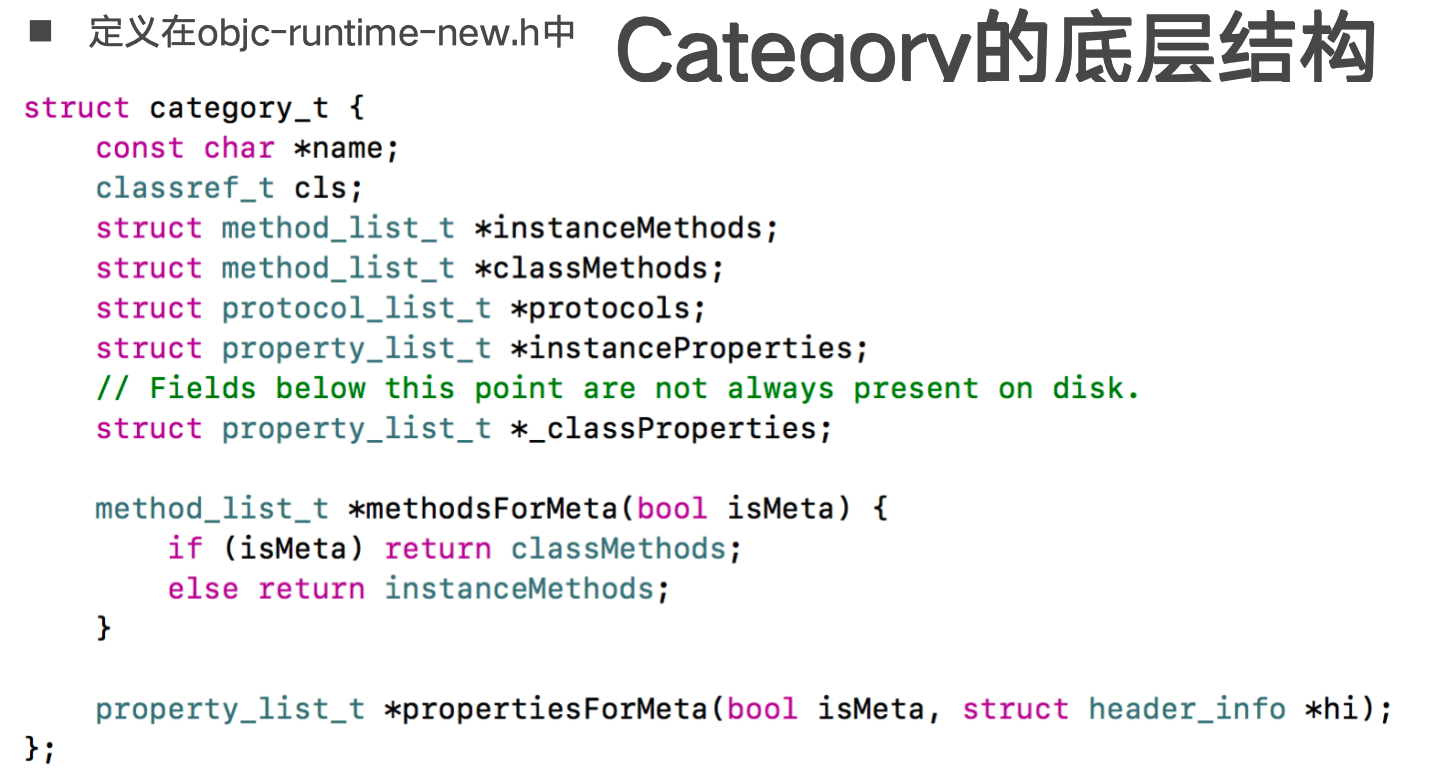 定义在objc-runtime-new.h中
Category的底层结构
struct category_t {
    const char *name;
    classref_t cls;
    struct method_list_t *instanceMethods;
    struct method_list_t *classMethods;
    struct protocol_list_t *protocols;
    struct property_list_t *instanceProperties;
    // Fields below this point are not always present on disk.
    struct property_list_t *_classProperties;
    method_list_t *methodsForMeta(bool isMeta) {
        if (isMeta) return classMethods;
        else return instanceMethods;
    }
    property_list_t *propertiesForMeta(bool isMeta, struct header_info *hi);
};